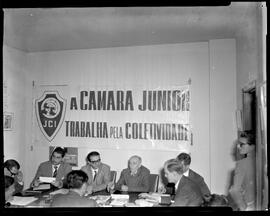 A CAMARA JUNIOR
JCI
TRABALHA PELA COLETIVIDADE